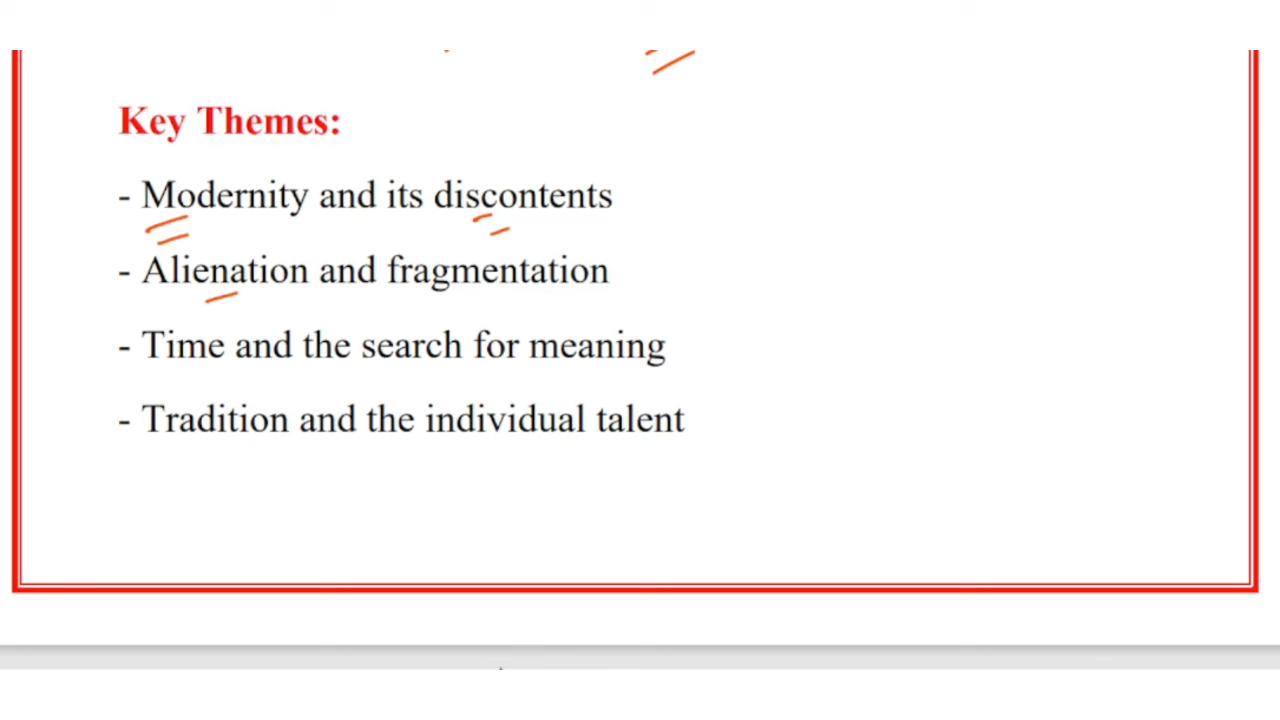 Key Themes:
- Modernity and its discontents
- Alienation and fragmentation
- Time and the search for meaning
- Tradition and the individual talent